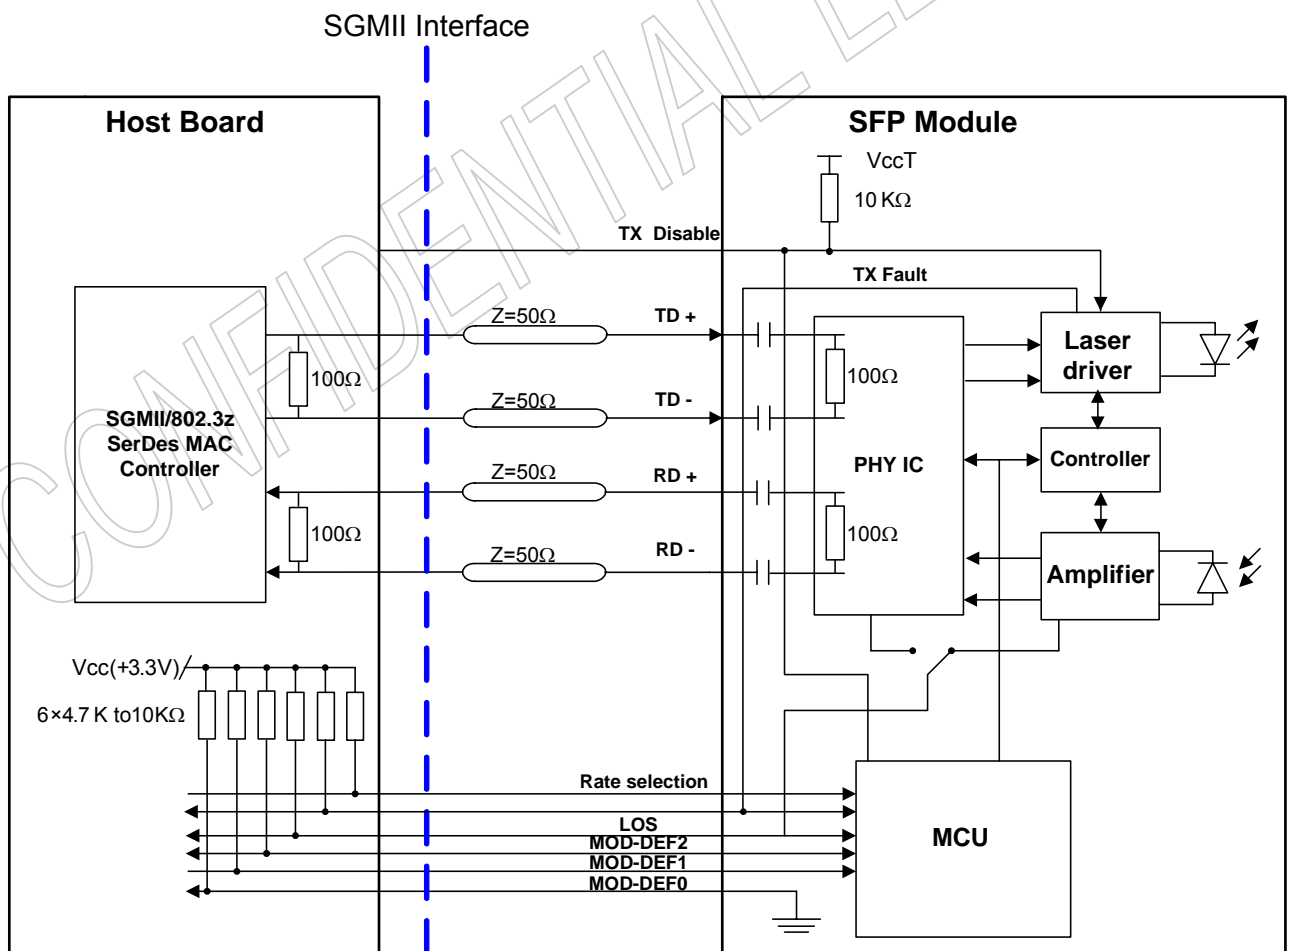 SGMII Interface
CONFIDENTIAL
Host Board
SFP Module
VccT
10 KΩ
TX Disable
TX Fault
Z=50Ω
TD +
100Ω
100Ω
Laser
driver
Z=50Ω
TD -
SGMII/802.3z
SerDes MAC
Controller
PHY IC
Controller
Z=50Ω
RD +
100Ω
100Ω
Z=50Ω
RD -
Amplifier
Vcc(+3.3V)
6×4.7 K to10KΩ
Rate selection
LOS
MOD-DEF2
MOD-DEF1
MOD-DEF0
MCU